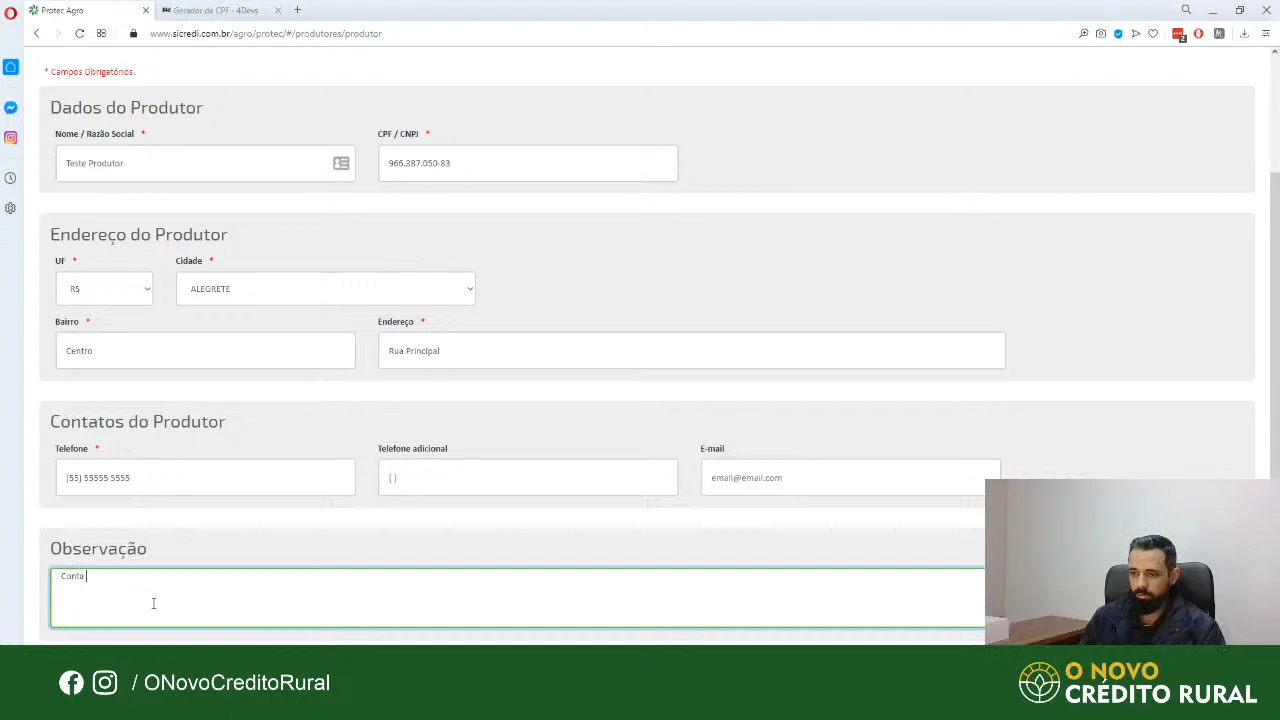 Protec Agro
Gerador de CPF - 4Devs
www.sicredi.com.br/agro/protec/#/produtores/produtor
2
* Campos Obrigatórios.
Dados do Produtor
Nome / Razão Social *
CPF / CNPJ *
Teste Produtor
966.387.050-83
Endereço do Produtor
UF *
Cidade *
RS
ALEGRETE
Bairro *
Endereço *
Centro
Rua Principal
Contatos do Produtor
Telefone *
Telefone adicional
E-mail
(55) 55555 5555
( )
email@email.com
Observação
Conta
/ ONovoCreditoRural
O NOVO
CRÉDITO RURAL